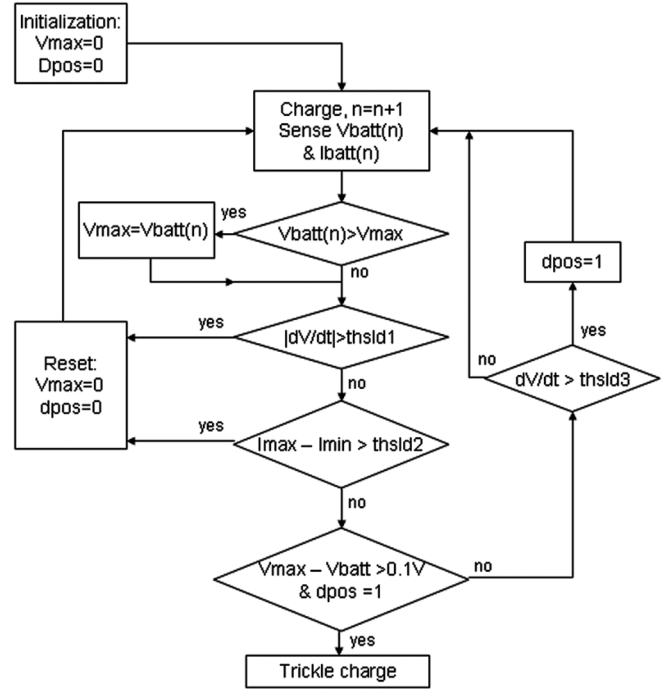 Initialization:
Vmax=0
Dpos=0
Charge, n=n+1
Sense Vbatt(n)
& Ibatt(n)
yes
Vmax=Vbatt(n)
Vbatt(n)>Vmax
no
dpos=1
yes
|dV/dt|>thsld1
yes
Reset:
Vmax=0
dpos=0
no
no
dV/dt > thsld3
yes
Imax – Imin > thsld2
no
Vmax – Vbatt >0.1V
& dpos =1
no
yes
Trickle charge